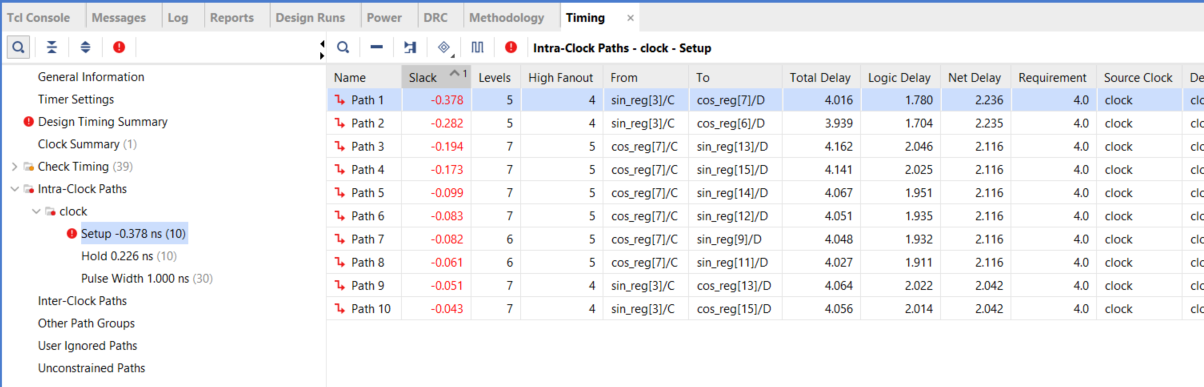 Tcl Console Messages Log Reports Design Runs Power DRC Methodology Timing ×
Intra-Clock Paths - clock - Setup
General Information
Timer Settings
Design Timing Summary
Clock Summary (1)
Check Timing (39)
Intra-Clock Paths
clock
Setup -0.378 ns (10)
Hold 0.226 ns (10)
Pulse Width 1.000 ns (30)
Inter-Clock Paths
Other Path Groups
User Ignored Paths
Unconstrained Paths
Name Slack 1 Levels High Fanout From To Total Delay Logic Delay Net Delay Requirement Source Clock De
Path 1 -0.378 5 4 sin_reg[3]/C cos_reg[7]/D 4.016 1.780 2.236 4.0 clock
Path 2 -0.282 5 4 sin_reg[3]/C cos_reg[6]/D 3.939 1.704 2.235 4.0 clock
Path 3 -0.194 7 5 cos_reg[7]/C sin_reg[13]/D 4.162 2.046 2.116 4.0 clock
Path 4 -0.173 7 5 cos_reg[7]/C sin_reg[15]/D 4.141 2.025 2.116 4.0 clock
Path 5 -0.099 7 5 cos_reg[7]/C sin_reg[14]/D 4.067 1.951 2.116 4.0 clock
Path 6 -0.083 7 5 cos_reg[7]/C sin_reg[12]/D 4.051 1.935 2.116 4.0 clock
Path 7 -0.082 6 5 cos_reg[7]/C sin_reg[9]/D 4.048 1.932 2.116 4.0 clock
Path 8 -0.061 6 5 cos_reg[7]/C sin_reg[11]/D 4.027 1.911 2.116 4.0 clock
Path 9 -0.051 7 4 sin_reg[3]/C cos_reg[13]/D 4.064 2.022 2.042 4.0 clock
Path 10 -0.043 7 4 sin_reg[3]/C cos_reg[15]/D 4.056 2.014 2.042 4.0 clock